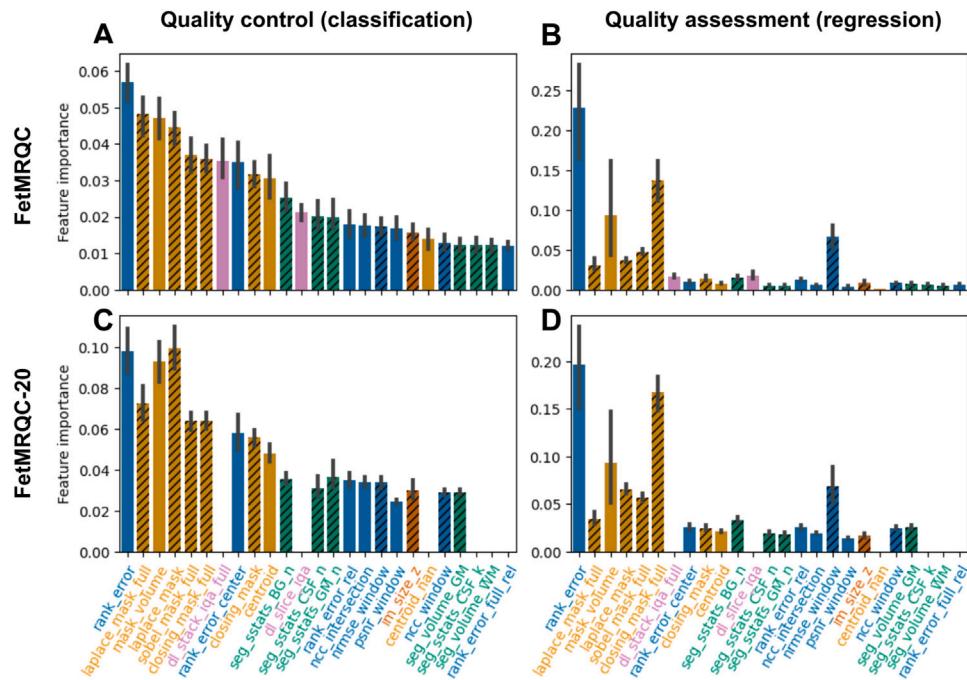 Quality control (classification)
Quality assessment (regression)
FetMRQC
A
Feature importance
0.06
0.05
0.04
0.03
0.02
0.01
0.00
B
0.25
0.20
0.15
0.10
0.05
0.00
FetMRQC-20
C
Feature importance
0.10
0.08
0.06
0.04
0.02
0.00
D
0.20
0.15
0.10
0.05
0.00
rank_error
laplace_mask_full
mask_volume
laplace_mask
sobel_mask_full
closing_mask_full
dl_stack_iqa_full
rank_error_center
closing_mask
centroid
seg_sstats_BG_n
dl_slice_iqa
seg_sstats_CSF_n
seg_sstats_GM_n
rank_error_rel
ncc_intersection
nrmse_window
psnr_window
im_size_z
ncc_window
seg_volume_GM
seg_sstats_CSF_k
seg_volume_WM
rank_error_full_rel
rank_error
laplace_mask_full
mask_volume
laplace_mask
sobel_mask_full
closing_mask_full
dl_stack_iqa_full
rank_error_center
closing_mask
centroid
seg_sstats_BG_n
dl_slice_iqa
seg_sstats_CSF_n
seg_sstats_GM_n
rank_error_rel
ncc_intersection
nrmse_window
psnr_window
im_size_z
ncc_window
seg_volume_GM
seg_sstats_CSF_k
seg_volume_WM
rank_error_full_rel